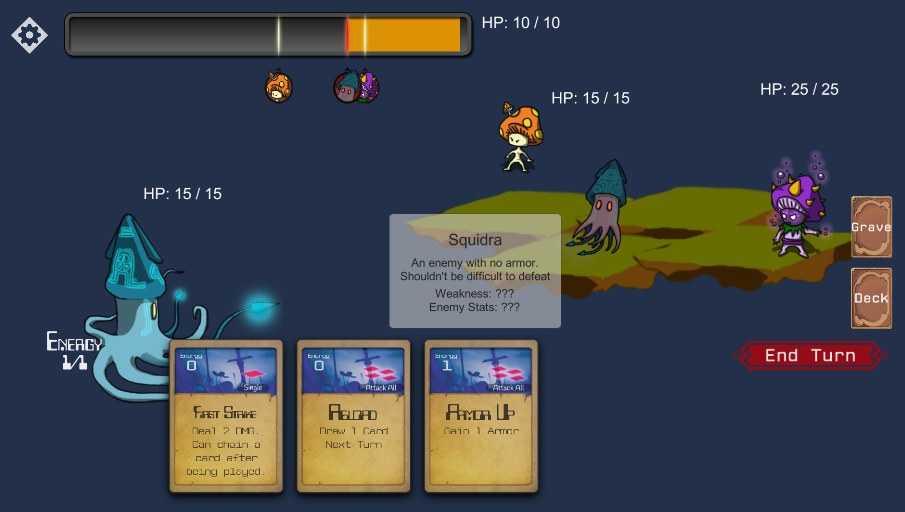 HP: 10 / 10
HP: 15 / 15
HP: 25 / 25
HP: 15 / 15
Squidra
An enemy with no armor.
Shouldn't be difficult to defeat
Weakness: ???
Enemy Stats: ???
Grave
Deck
End Turn
Energy
1/1
Energy
0
Single
Fast Strike
Deal 2 DMG.
Can chain a
card after
being played.
Energy
0
Attack All
Reload
Draw 1 Card
Next Turn
Energy
1
Attack All
Armor Up
Gain 1 Armor